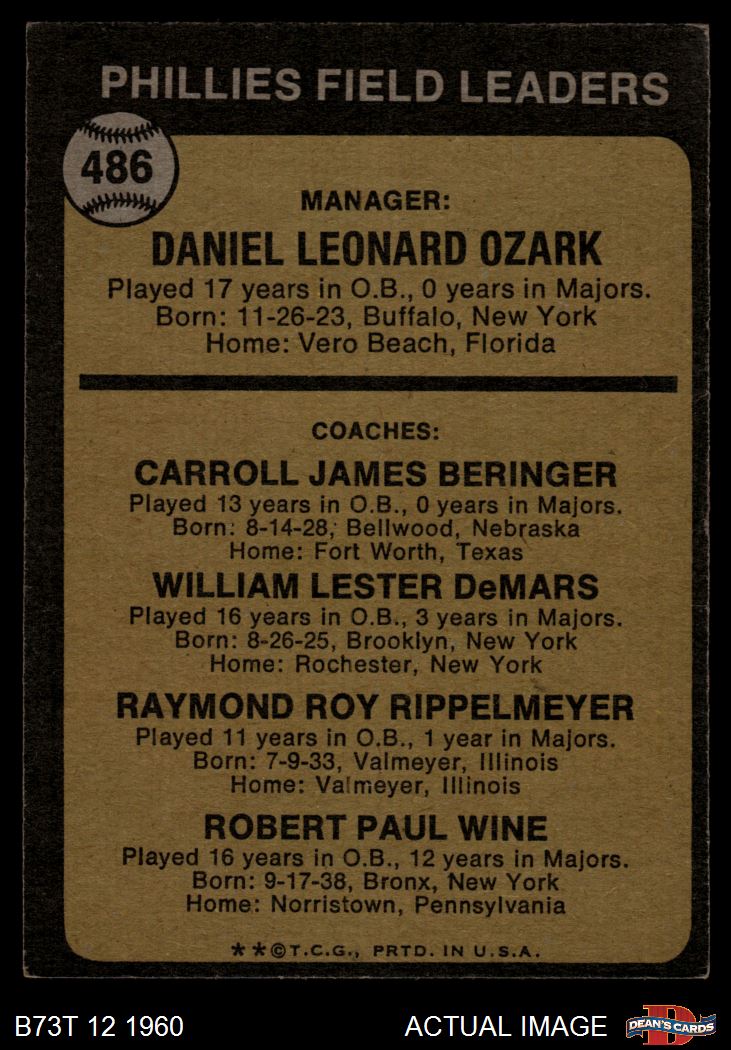 PHILLIES FIELD LEADERS
486
MANAGER:
DANIEL LEONARD OZARK
Played 17 years in O.B., 0 years in Majors.
Born: 11-26-23, Buffalo, New York
Home: Vero Beach, Florida
COACHES:
CARROLL JAMES BERINGER
Played 13 years in O.B., 0 years in Majors.
Born: 8-14-28, Bellwood, Nebraska
Home: Fort Worth, Texas
WILLIAM LESTER DeMARS
Played 16 years in O.B., 3 years in Majors.
Born: 8-26-25, Brooklyn, New York
Home: Rochester, New York
RAYMOND ROY RIPPELMEYER
Played 11 years in O.B., 1 year in Majors.
Born: 7-9-33, Valmeyer, Illinois
Home: Valmeyer, Illinois
ROBERT PAUL WINE
Played 16 years in O.B., 12 years in Majors.
Born: 9-17-38, Bronx, New York
Home: Norristown, Pennsylvania
**©T.C.G., PRTD. IN U.S.A.
B73T 12 1960 ACTUAL IMAGE
D
DEAN'S CARDS